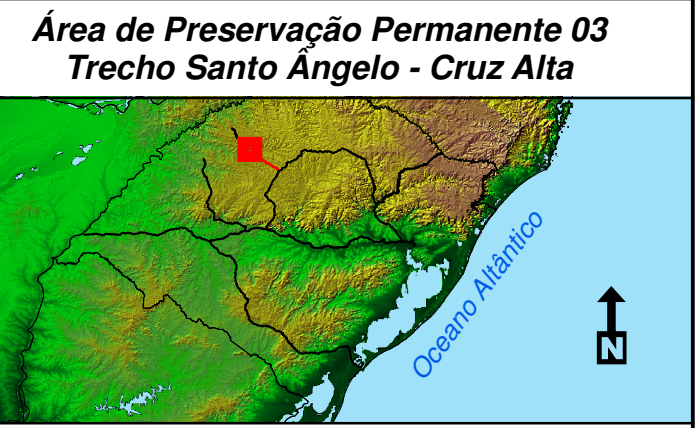 Área de Preservação Permanente 03
Trecho Santo Ângelo - Cruz Alta
Oceano Altântico
N